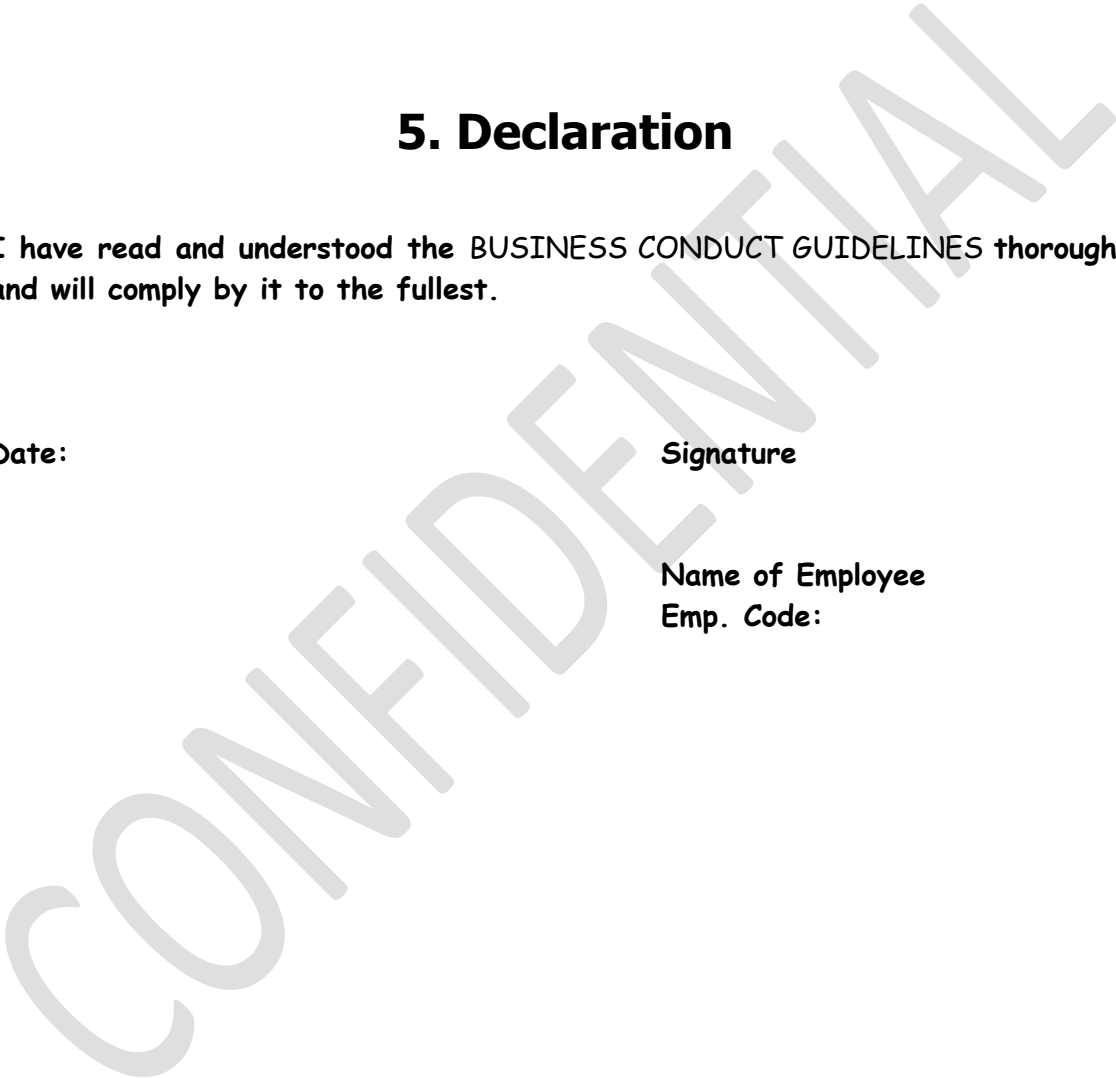 5. Declaration
I have read and understood the BUSINESS CONDUCT GUIDELINES thorough
and will comply by it to the fullest.
Date:
Signature
Name of Employee
Emp. Code:
CONFIDENTIAL